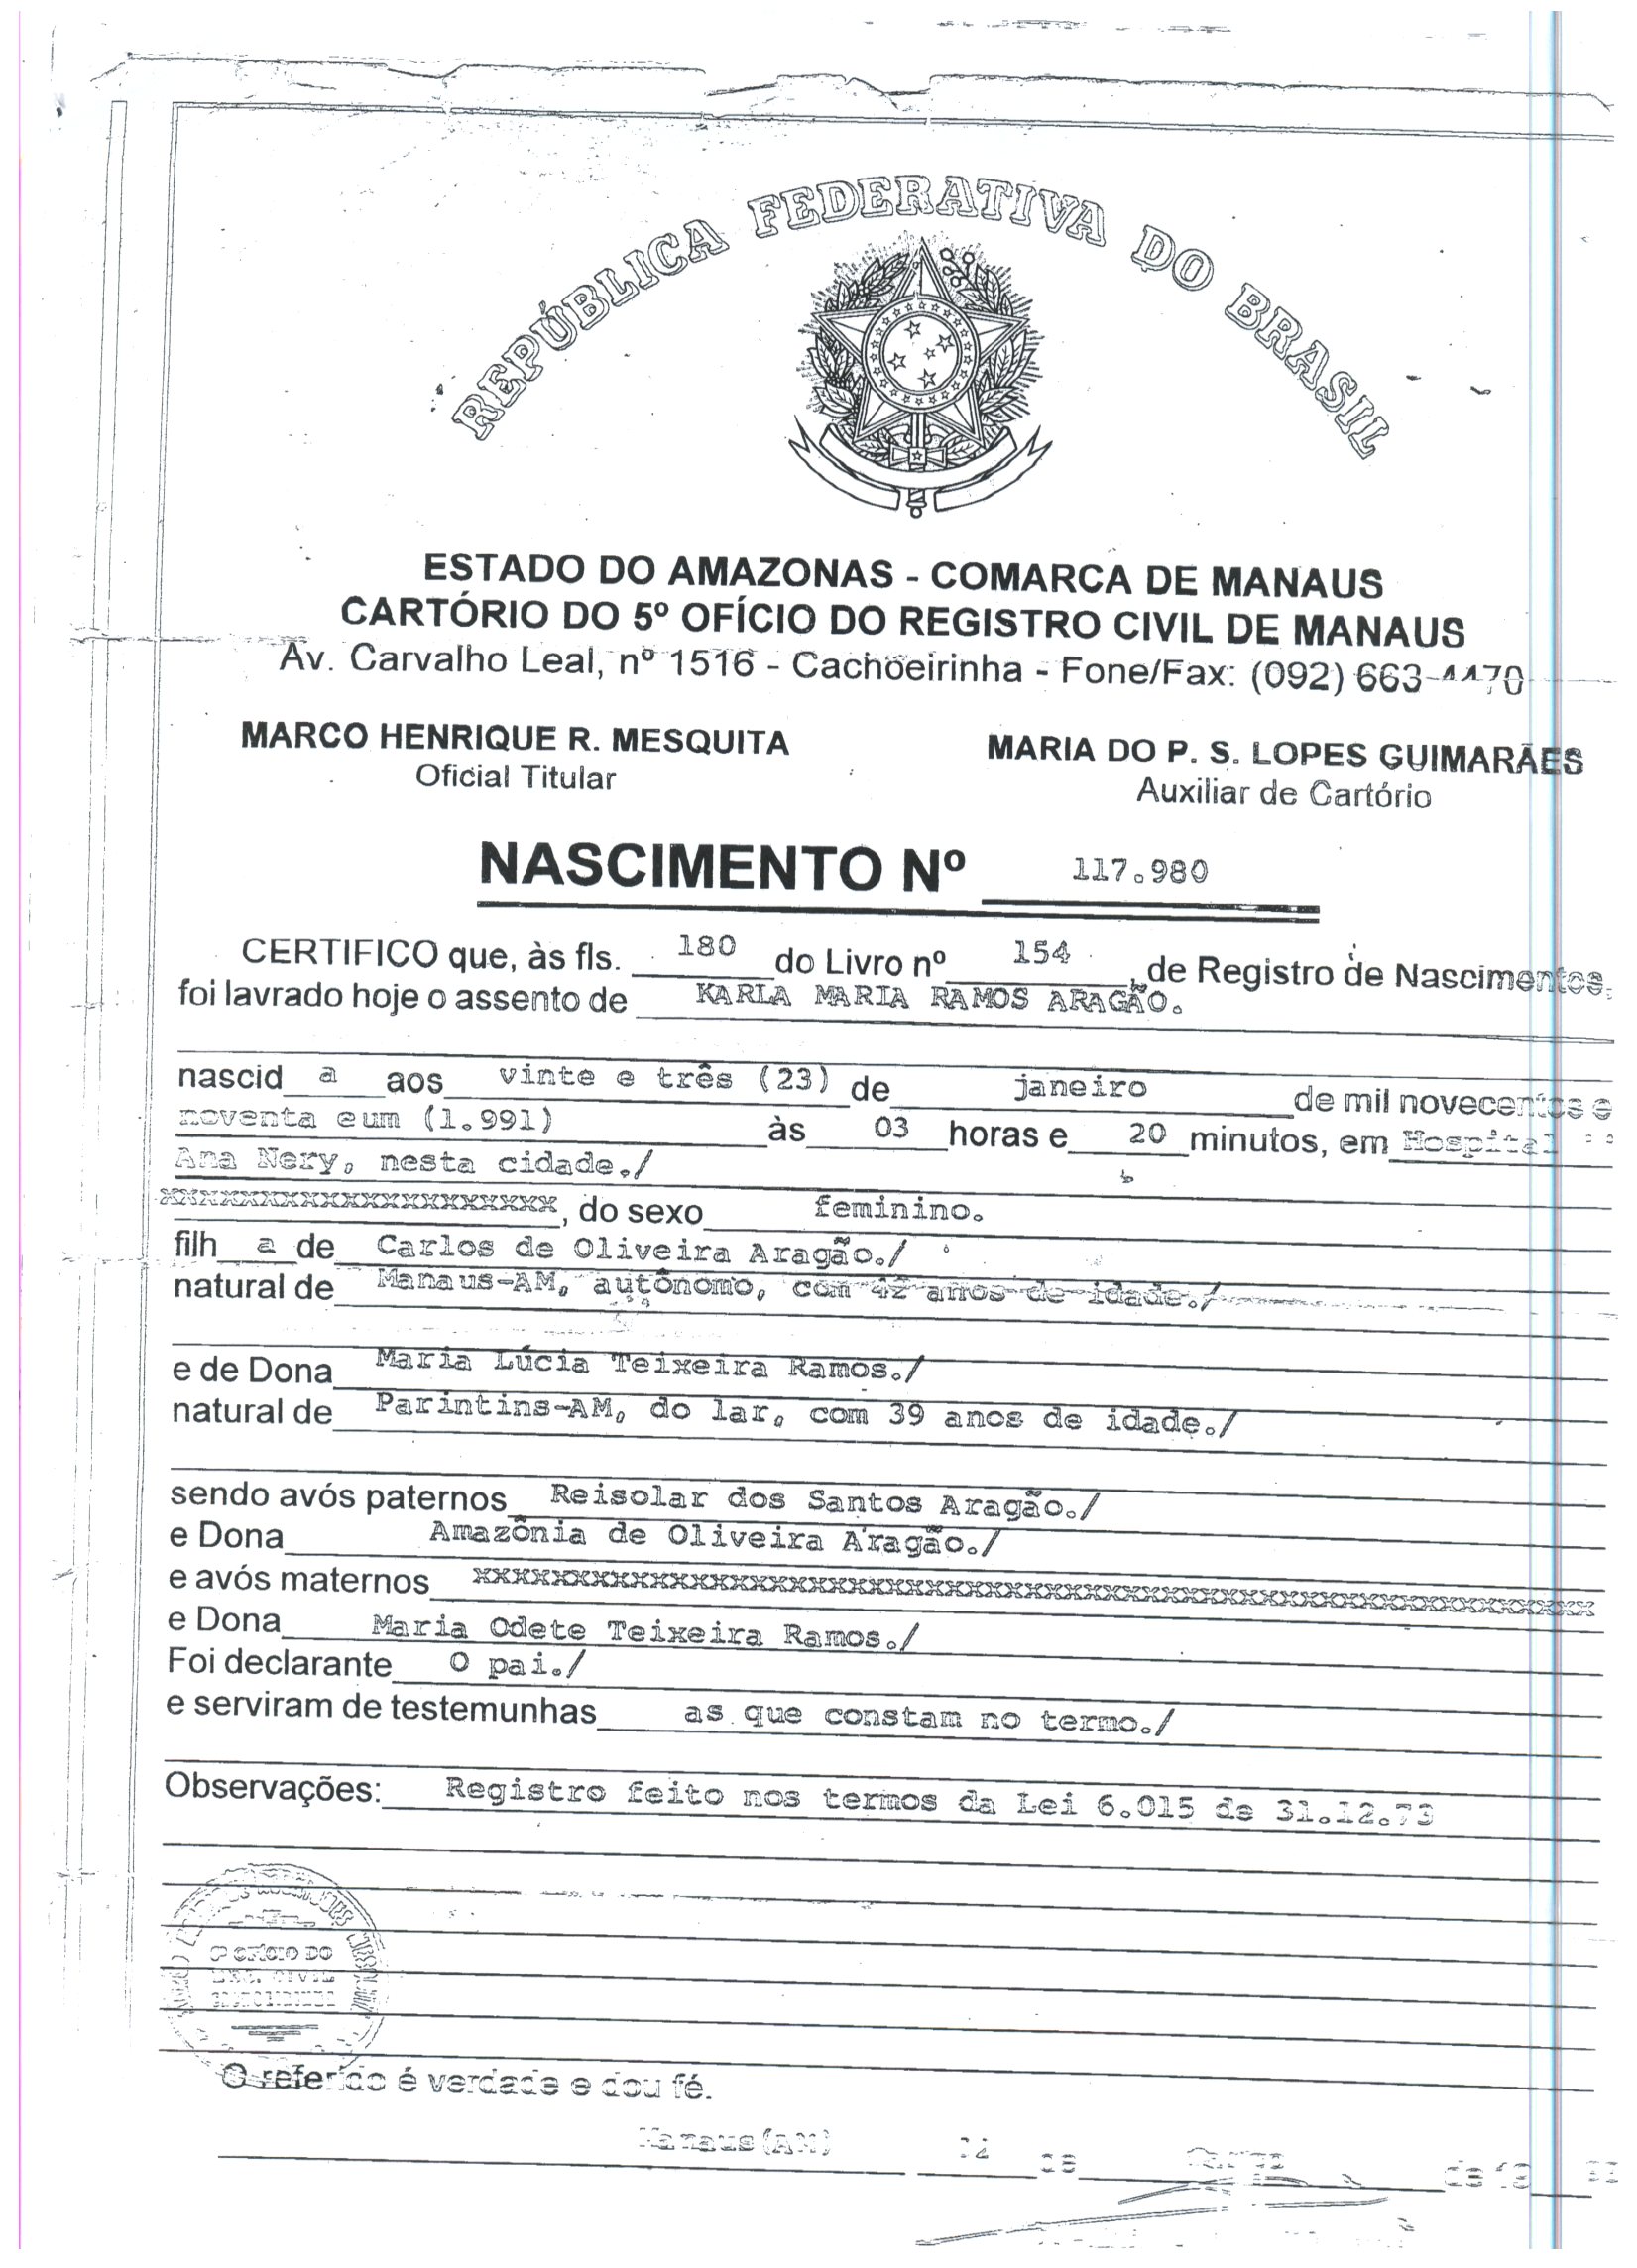 REPÚBLICA FEDERATIVA DO BRASIL
ESTADO DO AMAZONAS - COMARCA DE MANAUS
CARTÓRIO DO 5º OFÍCIO DO REGISTRO CIVIL DE MANAUS
Av. Carvalho Leal, nº 1516 - Cachoeirinha - Fone/Fax: (092) 663-4470
MARCO HENRIQUE R. MESQUITA MARIA DO P. S. LOPES GUIMARÃES
Oficial Titular Auxiliar de Cartório
NASCIMENTO Nº 117.980
CERTIFICO que, às fls. 180 do Livro nº 154, de Registro de Nascimentos,
foi lavrado hoje o assento de KARLA MARIA RAMOS ARAGÃO.
nascid a aos vinte e três (23) de janeiro de mil novecentos e
noventa eum (1.991) às 03 horas e 20 minutos, em Hospital
Ana Nery, nesta cidade./
xxxxxxxxxxxxxxxxxxxxxxxx, do sexo feminino.
filh a de Carlos de Oliveira Aragão./
natural de Manaus-AM, autônomo, com 42 anos de idade./
e de Dona Maria Lúcia Teixeira Ramos./
natural de Parintins-AM, do lar, com 39 anos de idade./
sendo avós paternos Reisolar dos Santos Aragão./
e Dona Amazônia de Oliveira Aragão./
e avós maternos xxxxxxxxxxxxxxxxxxxxxxxxxxxxxxxxxxxxxxxxxxxxxxxxxxxxxxxxxxxxxxxx
e Dona Maria Odete Teixeira Ramos./
Foi declarante O pai./
e serviram de testemunhas as que constam no termo./
Observações: Registro feito nos termos da Lei 6.015 de 31.12.73
OFÍCIO DO
CIVIL
O referido é verdade e dou fé.
Manaus(AM) de de 19